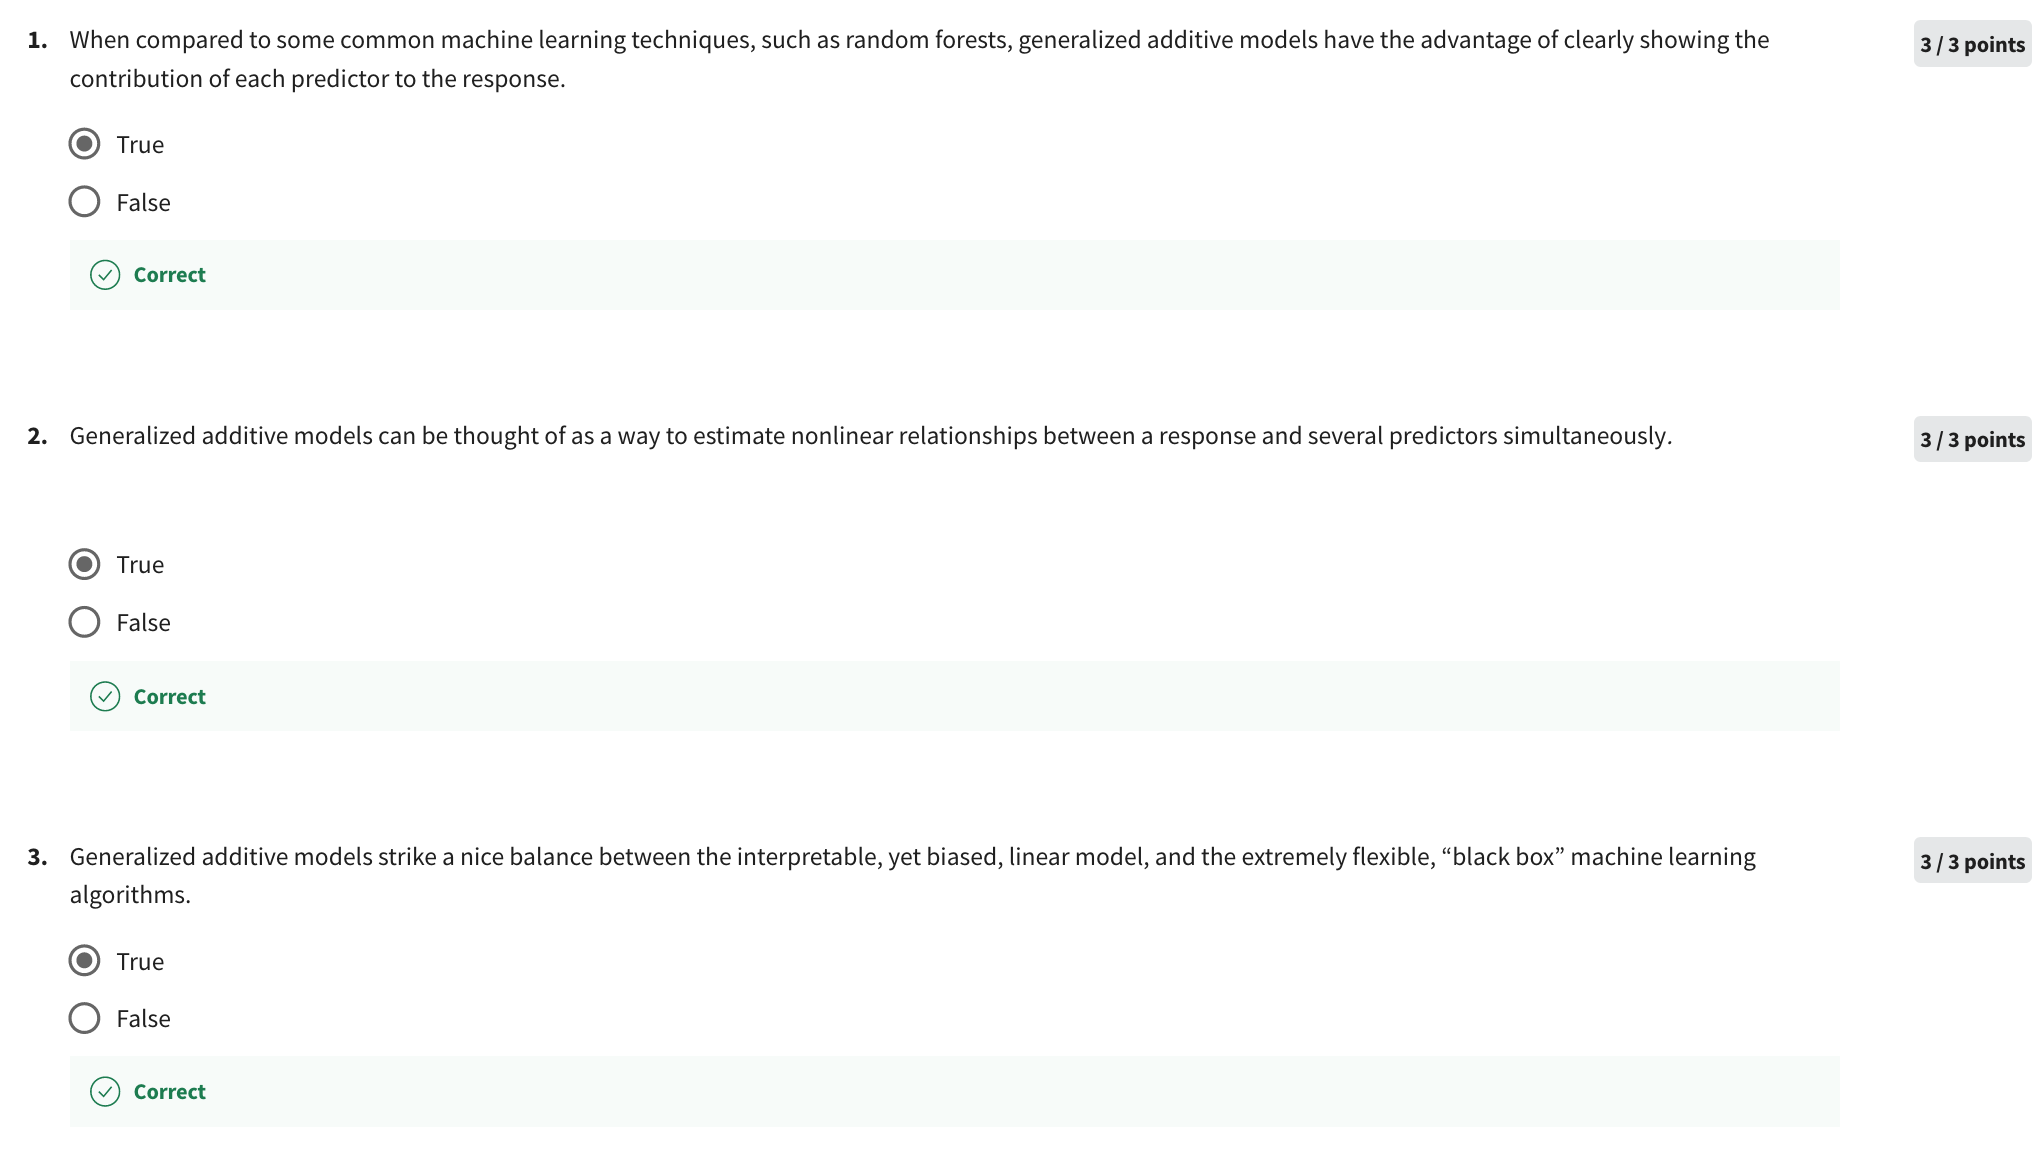 1. When compared to some common machine learning techniques, such as random forests, generalized additive models have the advantage of clearly showing the
contribution of each predictor to the response.
3 / 3 points
True
False
Correct
2. Generalized additive models can be thought of as a way to estimate nonlinear relationships between a response and several predictors simultaneously.
3 / 3 points
True
False
Correct
3. Generalized additive models strike a nice balance between the interpretable, yet biased, linear model, and the extremely flexible, “black box” machine learning
algorithms.
3 / 3 points
True
False
Correct